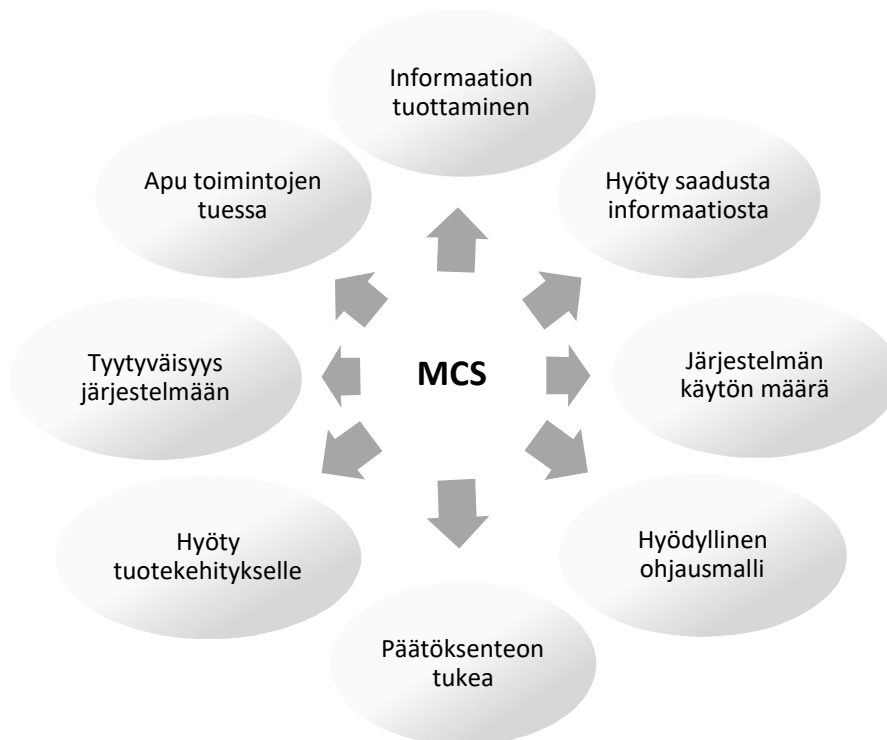 Informaation
tuottaminen
Apu toimintojen
tuessa
Hyöty saadusta
informaatiosta
Tyytyväisyys
järjestelmään
MCS
Järjestelmän
käytön määrä
Hyöty
tuotekehitykselle
Hyödyllinen
ohjausmalli
Päätöksenteon
tukea